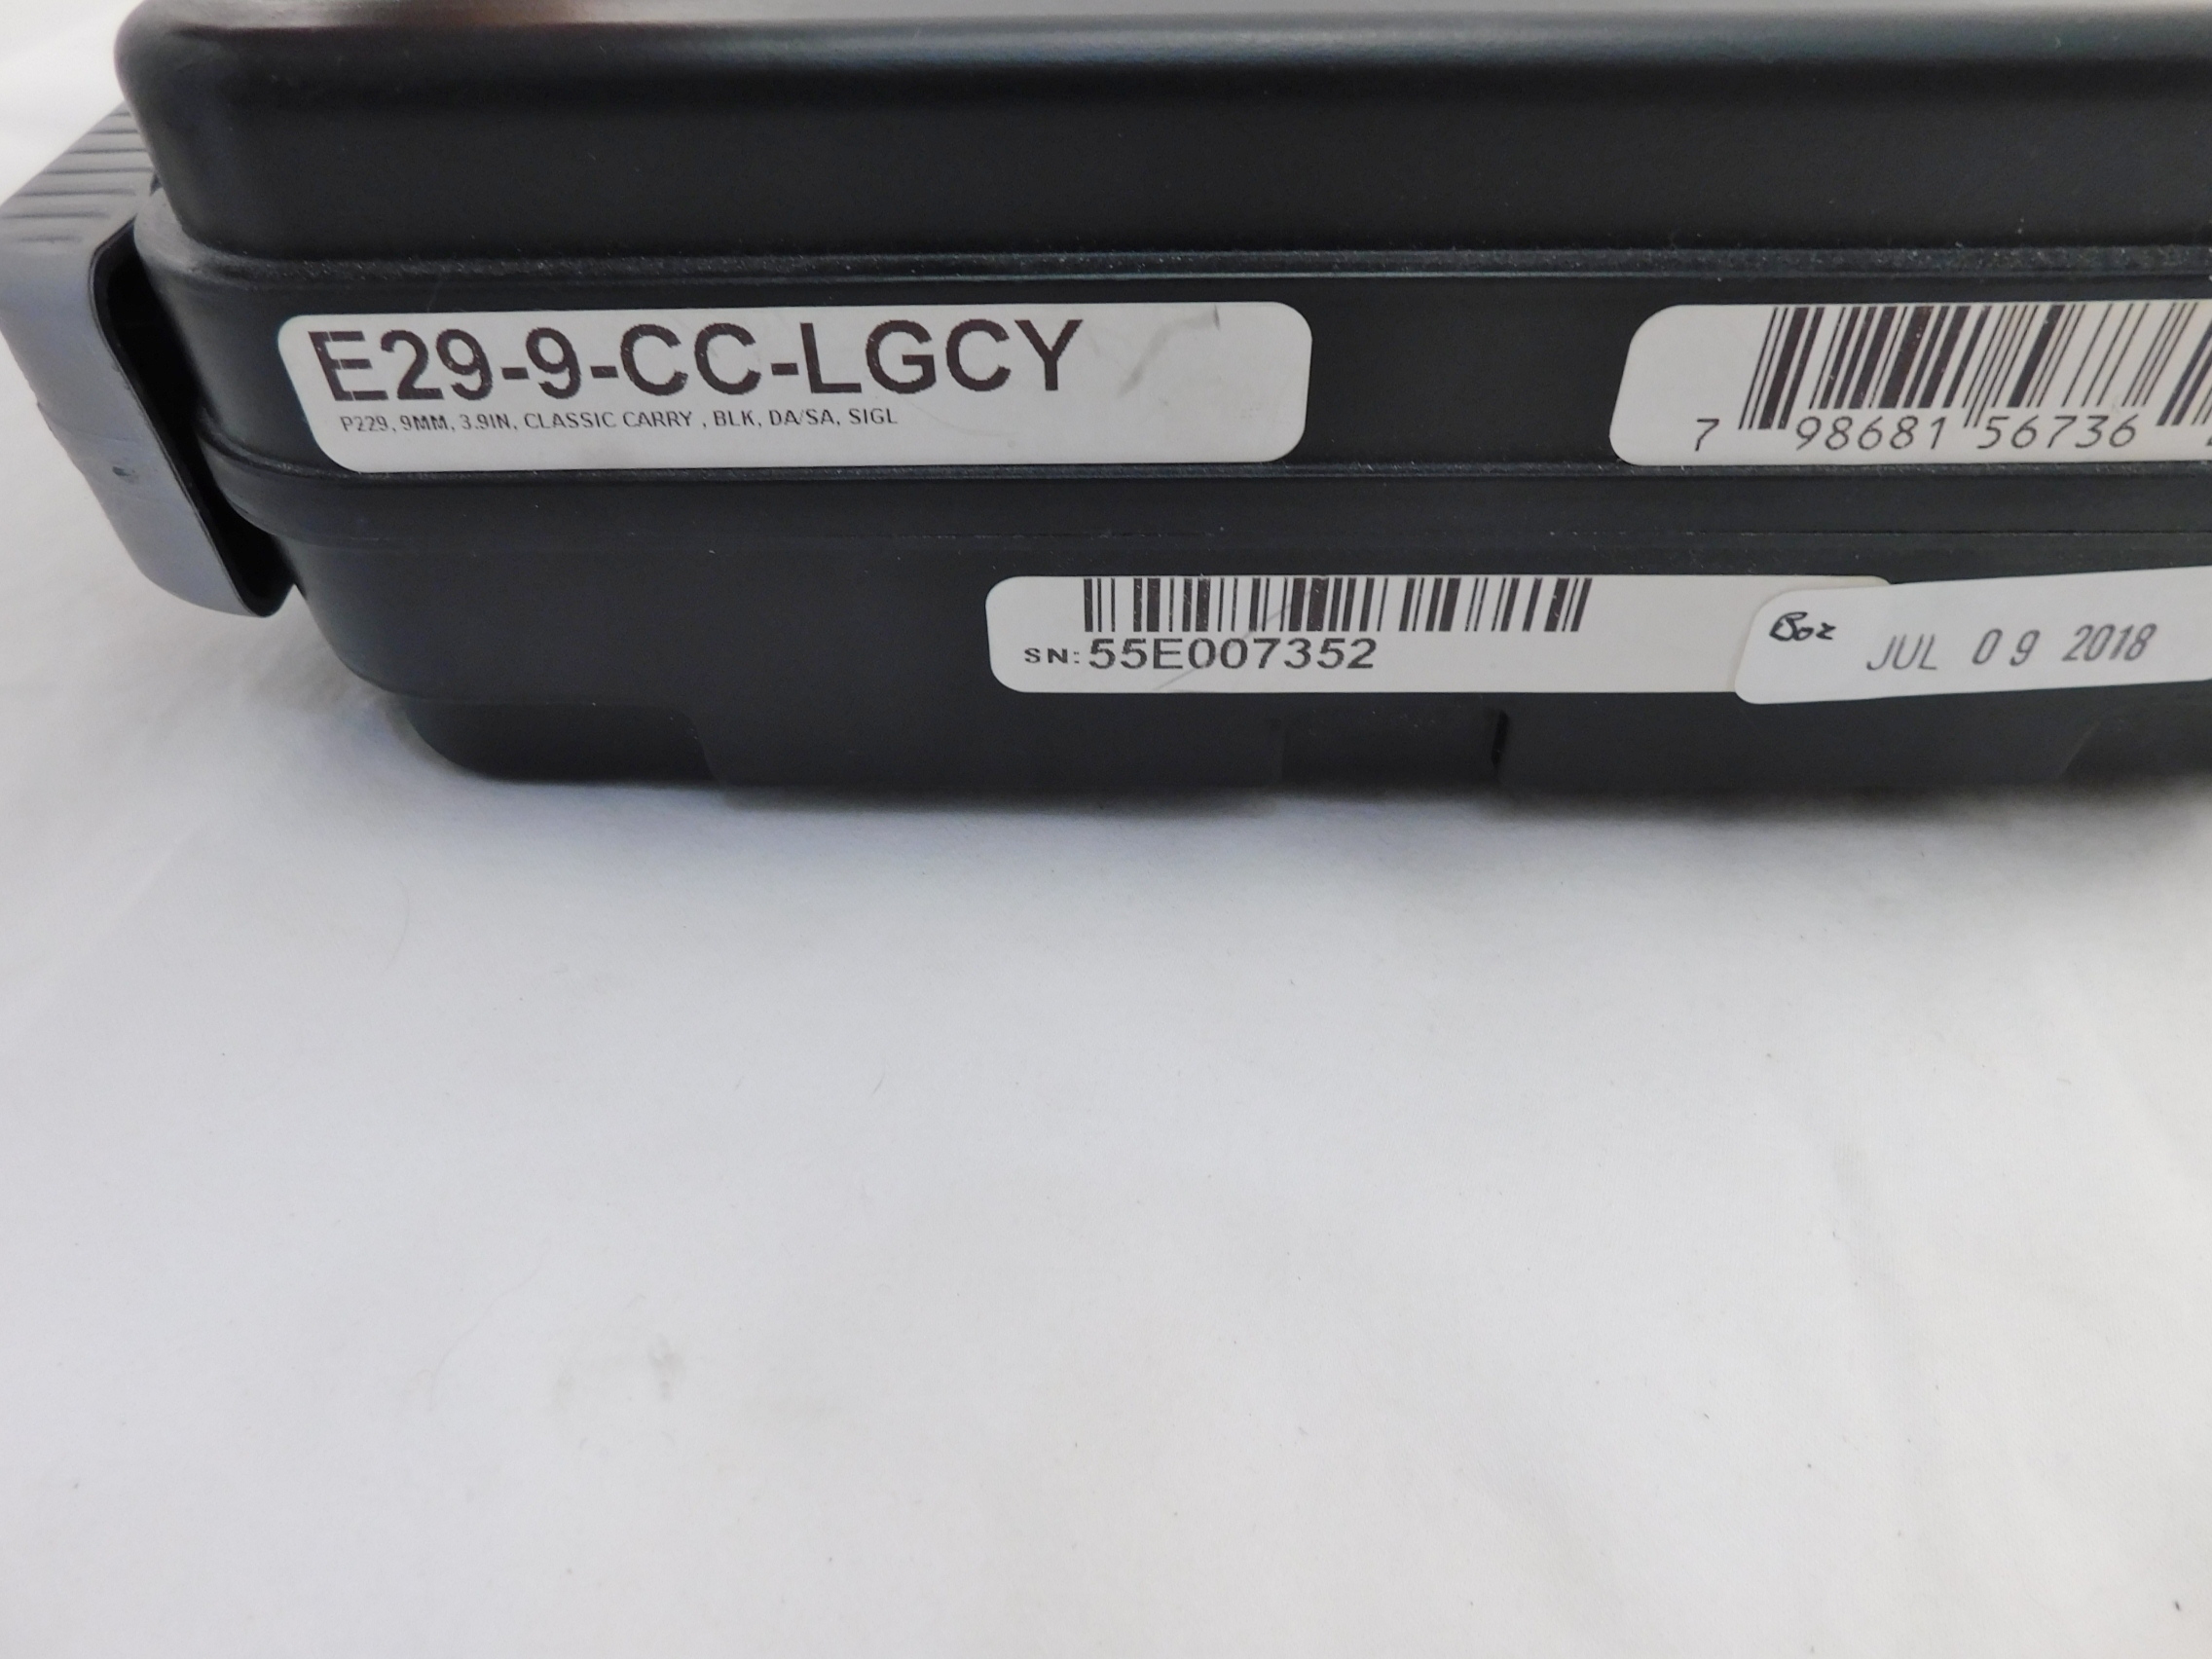 E29-9-CC-LGCY
P229, 9MM, 3.9IN, CLASSIC CARRY , BLK, DA/SA, SIGL
7 98681 56736
SN: 55E007352
JUL 09 2018